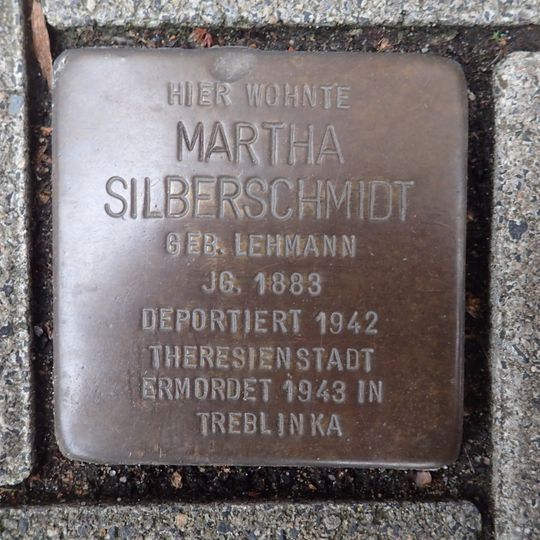 HIER WOHNTE
MARTHA
SILBERSCHMIDT
GEB. LEHMANN
JG. 1883
DEPORTIERT 1942
THERESIENSTADT
ERMORDET 1943 IN
TREBLINKA